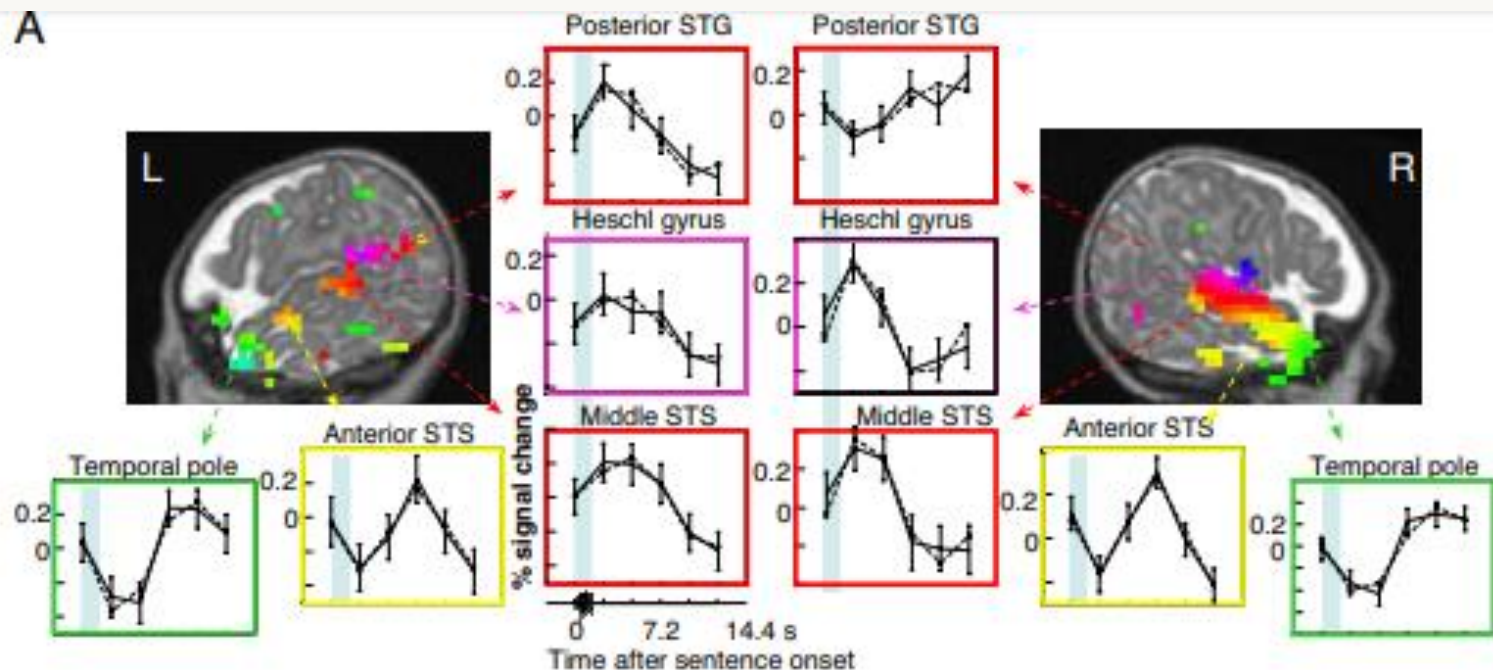 A
Posterior STG
Posterior STG
0.2
0
0.2
0
L
R
Heschl gyrus
Heschl gyrus
0.2
0
0.2
0
% signal change
Middle STS
Middle STS
0.2
0
Anterior STS
0.2
0
Anterior STS
0.2
0
Temporal pole
0.2
0
Temporal pole
0.2
0
0 7.2 14.4 s
Time after sentence onset